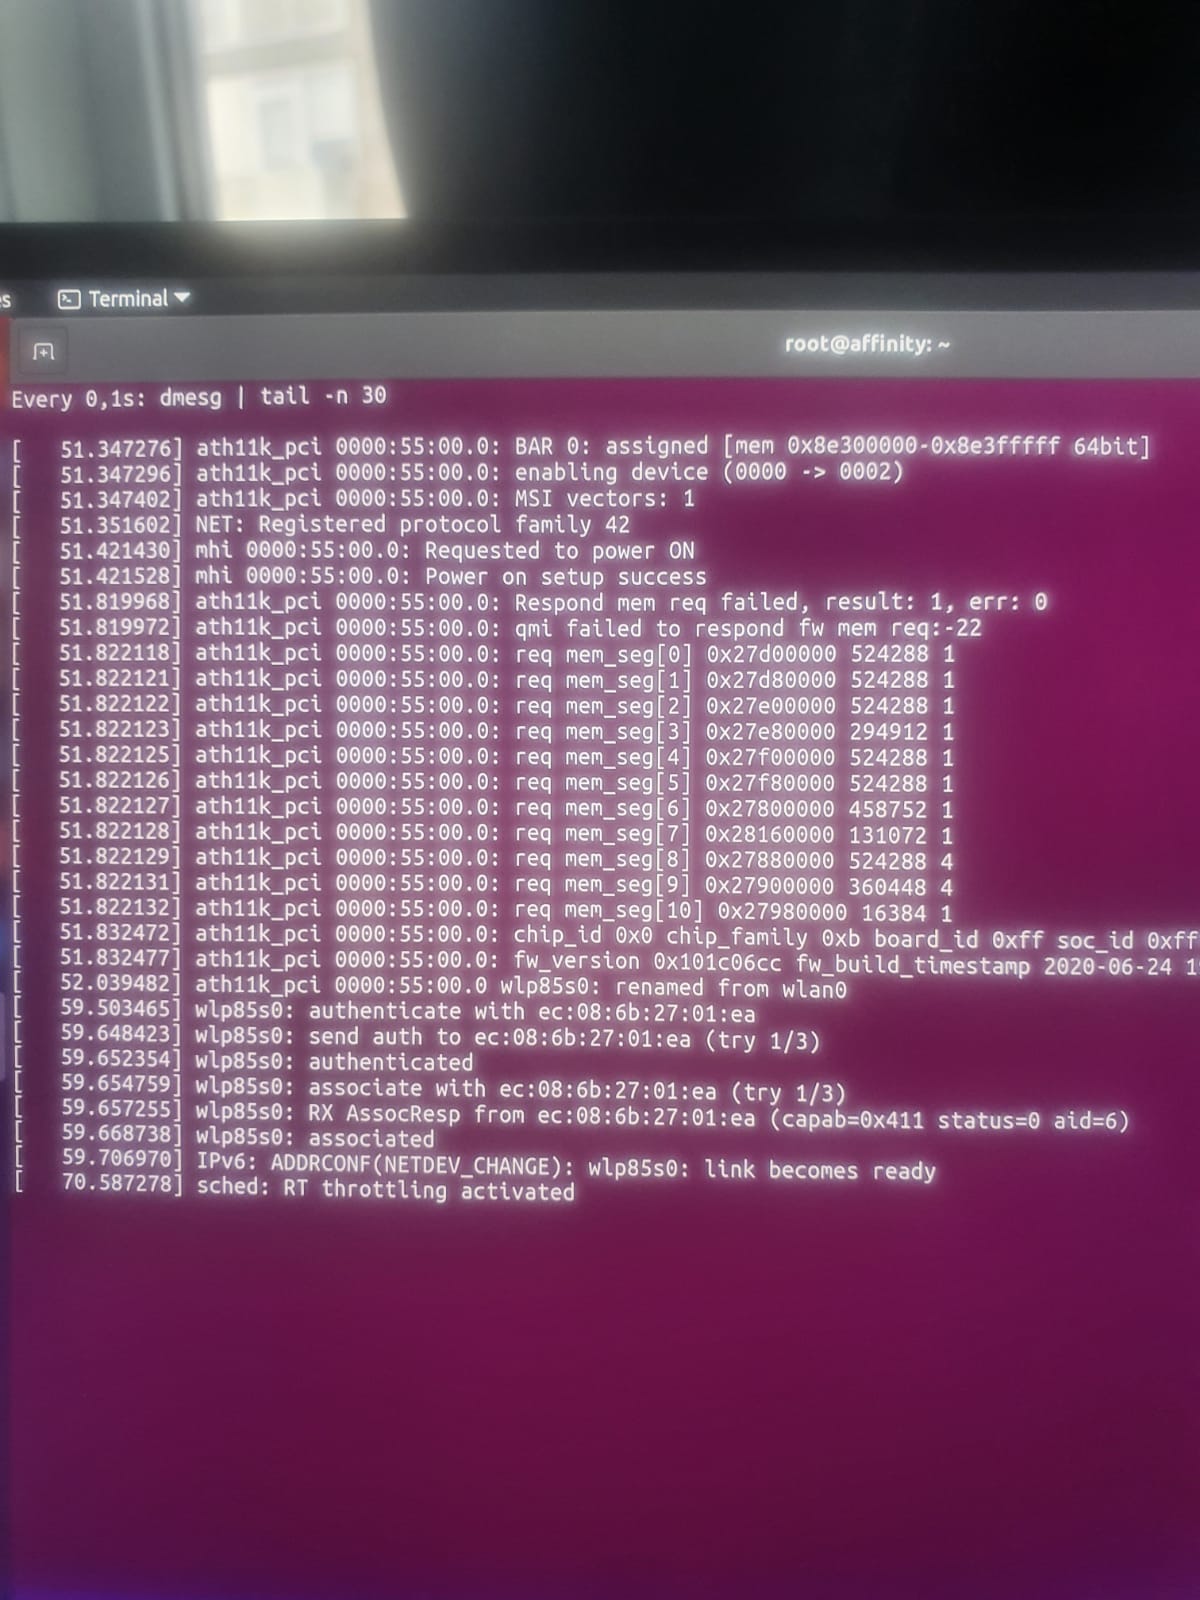 es
Terminal
root@affinity: ~
Every 0,1s: dmesg | tail -n 30
[   51.347276] ath11k_pci 0000:55:00.0: BAR 0: assigned [mem 0x8e300000-0x8e3fffff 64bit]
[   51.347296] ath11k_pci 0000:55:00.0: enabling device (0000 -> 0002)
[   51.347402] ath11k_pci 0000:55:00.0: MSI vectors: 1
[   51.351602] NET: Registered protocol family 42
[   51.421430] mhi 0000:55:00.0: Requested to power ON
[   51.421528] mhi 0000:55:00.0: Power on setup success
[   51.819968] ath11k_pci 0000:55:00.0: Respond mem req failed, result: 1, err: 0
[   51.819972] ath11k_pci 0000:55:00.0: qmi failed to respond fw mem req:-22
[   51.822118] ath11k_pci 0000:55:00.0: req mem_seg[0] 0x27d00000 524288 1
[   51.822121] ath11k_pci 0000:55:00.0: req mem_seg[1] 0x27d80000 524288 1
[   51.822122] ath11k_pci 0000:55:00.0: req mem_seg[2] 0x27e00000 524288 1
[   51.822123] ath11k_pci 0000:55:00.0: req mem_seg[3] 0x27e80000 294912 1
[   51.822125] ath11k_pci 0000:55:00.0: req mem_seg[4] 0x27f00000 524288 1
[   51.822126] ath11k_pci 0000:55:00.0: req mem_seg[5] 0x27f80000 524288 1
[   51.822127] ath11k_pci 0000:55:00.0: req mem_seg[6] 0x27800000 458752 1
[   51.822128] ath11k_pci 0000:55:00.0: req mem_seg[7] 0x28160000 131072 1
[   51.822129] ath11k_pci 0000:55:00.0: req mem_seg[8] 0x27880000 524288 4
[   51.822131] ath11k_pci 0000:55:00.0: req mem_seg[9] 0x27900000 360448 4
[   51.822132] ath11k_pci 0000:55:00.0: req mem_seg[10] 0x27980000 16384 1
[   51.832472] ath11k_pci 0000:55:00.0: chip_id 0x0 chip_family 0xb board_id 0xff soc_id 0xff
[   51.832477] ath11k_pci 0000:55:00.0: fw_version 0x101c06cc fw_build_timestamp 2020-06-24 1
[   52.039482] ath11k_pci 0000:55:00.0 wlp85s0: renamed from wlan0
[   59.503465] wlp85s0: authenticate with ec:08:6b:27:01:ea
[   59.648423] wlp85s0: send auth to ec:08:6b:27:01:ea (try 1/3)
[   59.652354] wlp85s0: authenticated
[   59.654759] wlp85s0: associate with ec:08:6b:27:01:ea (try 1/3)
[   59.657255] wlp85s0: RX AssocResp from ec:08:6b:27:01:ea (capab=0x411 status=0 aid=6)
[   59.668738] wlp85s0: associated
[   59.706970] IPv6: ADDRCONF(NETDEV_CHANGE): wlp85s0: link becomes ready
[   70.587278] sched: RT throttling activated